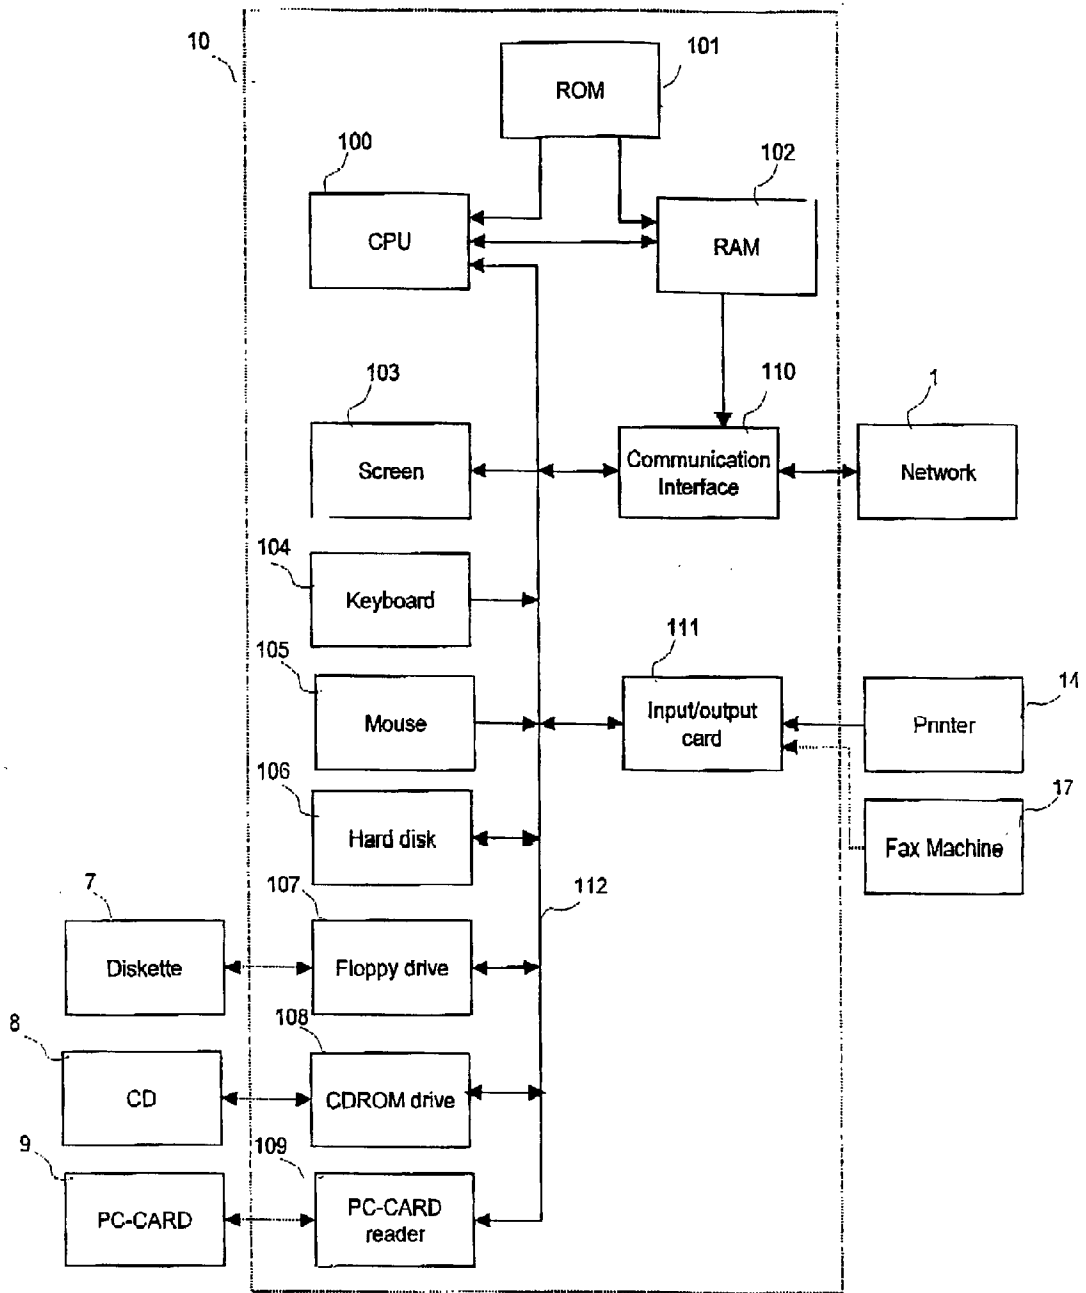 10
101
ROM
100
102
CPU
RAM
103
110
1
Screen
Communication
Interface
Network
104
Keyboard
105
111
14
Mouse
Input/output
card
Printer
106
17
Hard disk
Fax Machine
7
107
112
Diskette
Floppy drive
8
108
CD
CDROM drive
9
109
PC-CARD
PC-CARD
reader